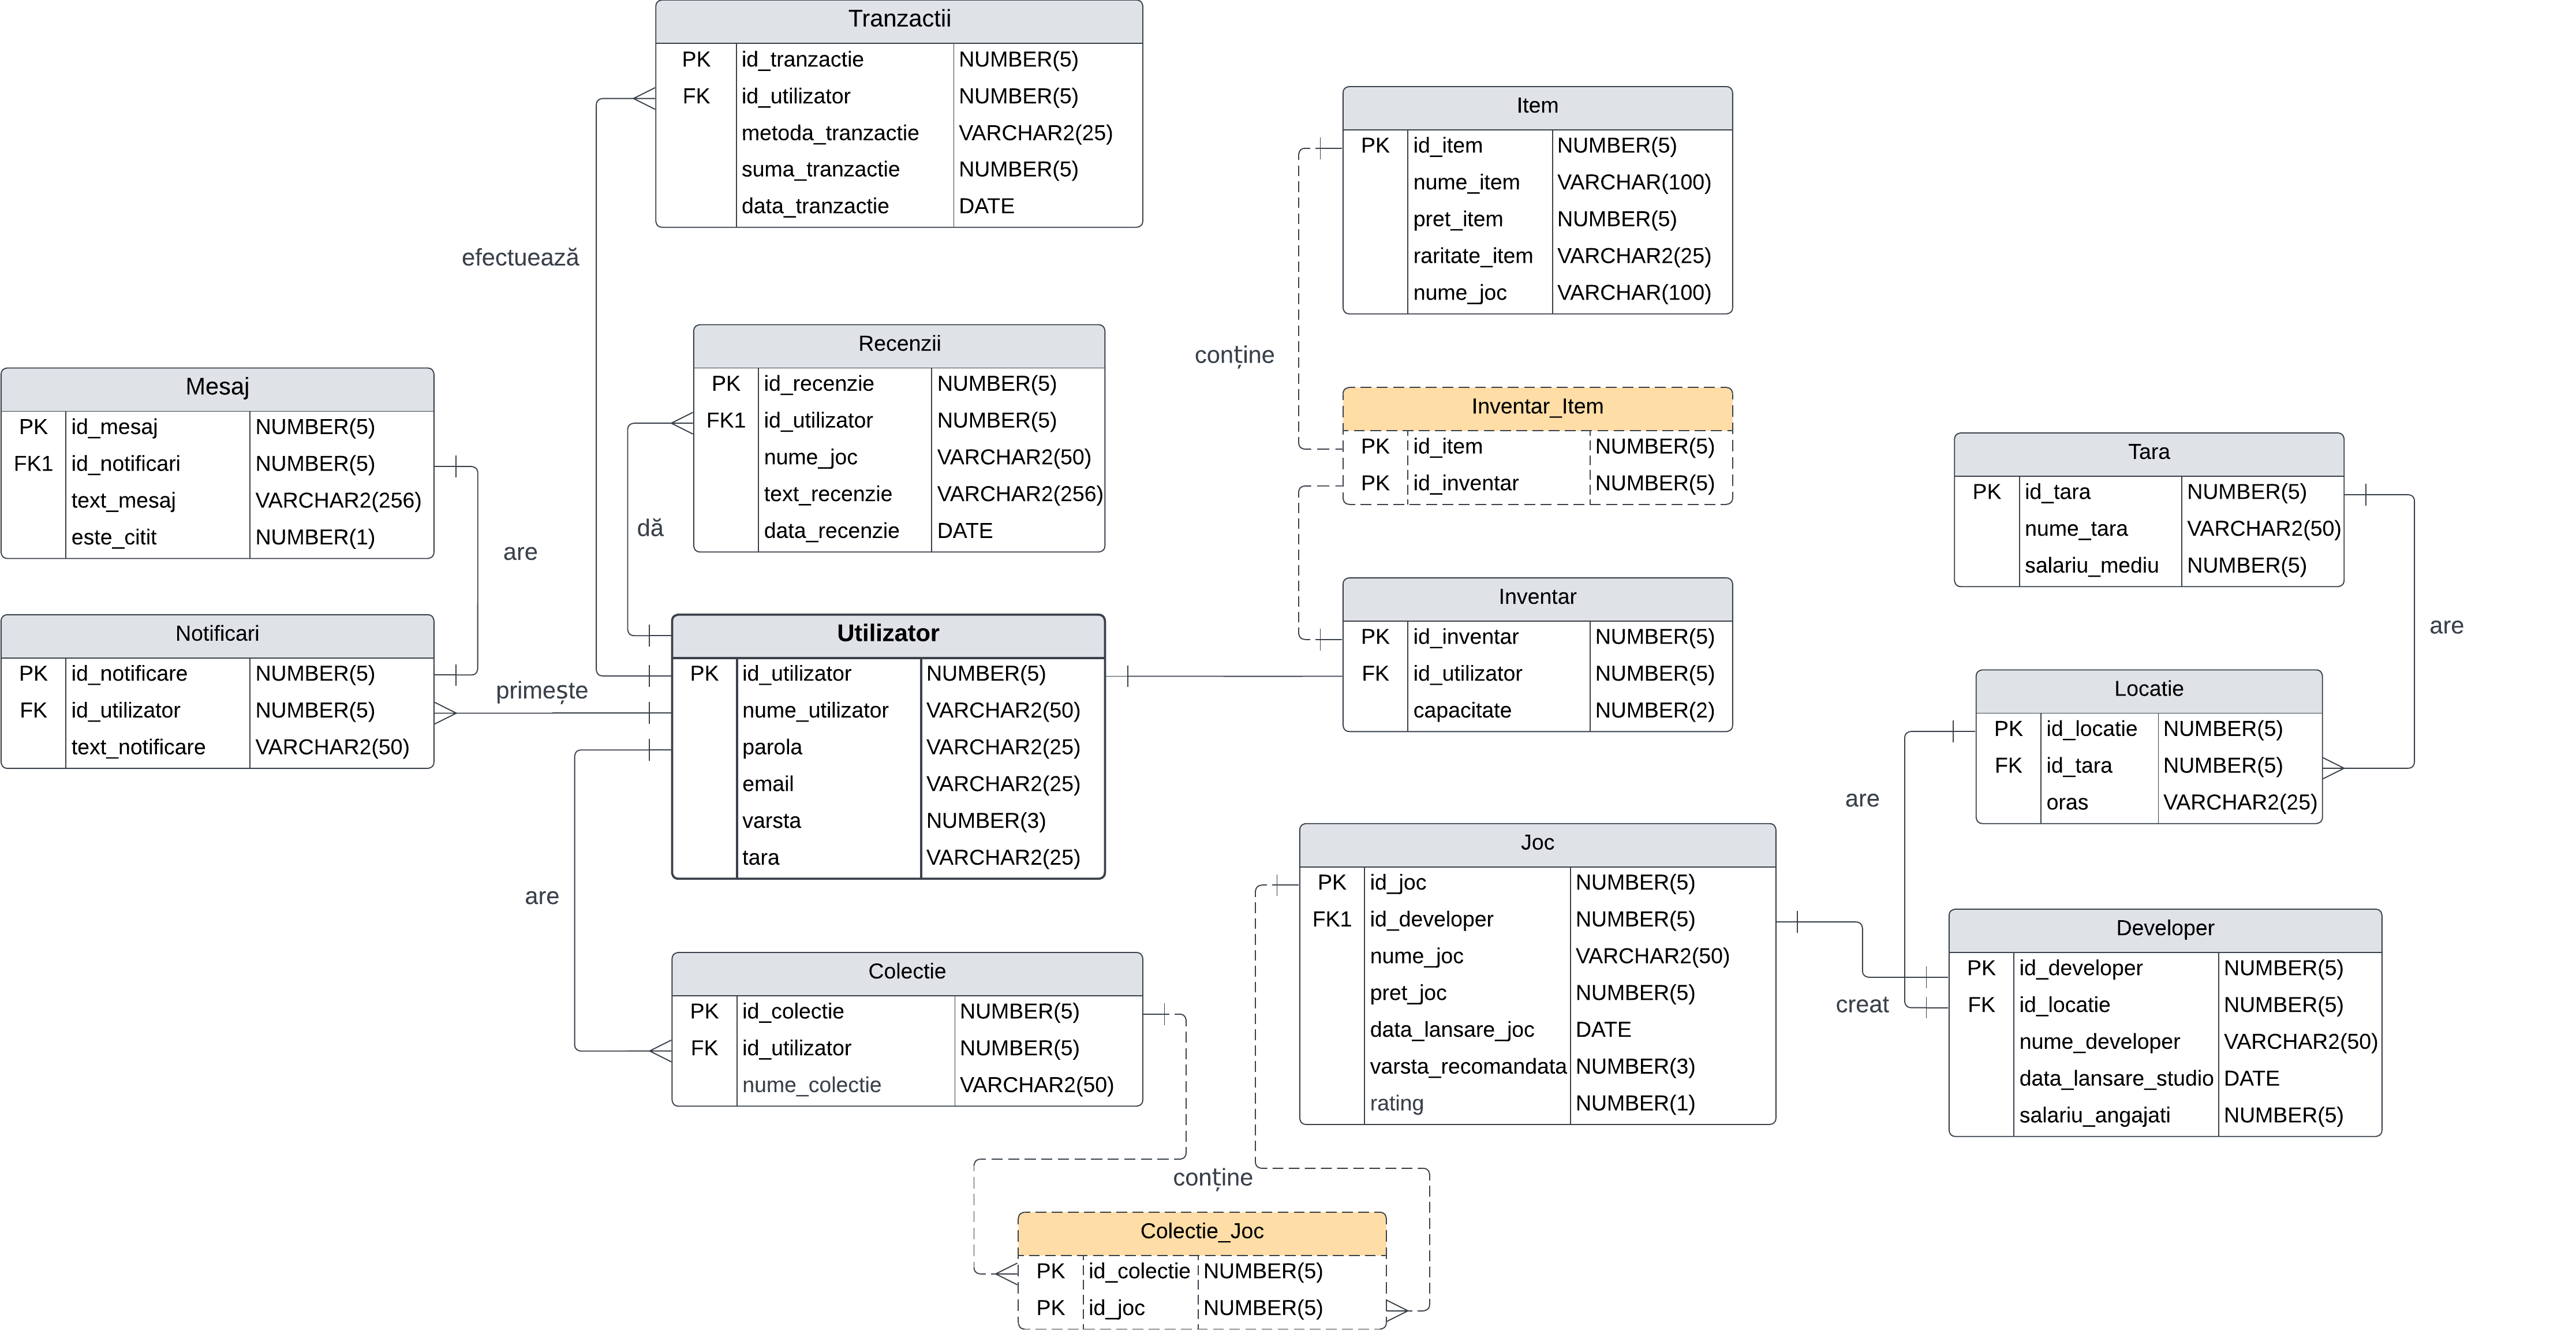 Tranzactii
PK id_tranzactie NUMBER(5)
FK id_utilizator NUMBER(5)
metoda_tranzactie VARCHAR2(25)
suma_tranzactie NUMBER(5)
data_tranzactie DATE
efectuează
Item
PK id_item NUMBER(5)
nume_item VARCHAR(100)
pret_item NUMBER(5)
raritate_item VARCHAR2(25)
nume_joc VARCHAR(100)
conține
Recenzii
PK id_recenzie NUMBER(5)
FK1 id_utilizator NUMBER(5)
nume_joc VARCHAR2(50)
text_recenzie VARCHAR2(256)
data_recenzie DATE
dă
Mesaj
PK id_mesaj NUMBER(5)
FK1 id_notificari NUMBER(5)
text_mesaj VARCHAR2(256)
este_citit NUMBER(1)
are
Inventar_Item
PK id_item NUMBER(5)
PK id_inventar NUMBER(5)
Tara
PK id_tara NUMBER(5)
nume_tara VARCHAR2(50)
salariu_mediu NUMBER(5)
are
Notificari
PK id_notificare NUMBER(5)
FK id_utilizator NUMBER(5)
text_notificare VARCHAR2(50)
primește
Utilizator
PK id_utilizator NUMBER(5)
nume_utilizator VARCHAR2(50)
parola VARCHAR2(25)
email VARCHAR2(25)
varsta NUMBER(3)
tara VARCHAR2(25)
Inventar
PK id_inventar NUMBER(5)
FK id_utilizator NUMBER(5)
capacitate NUMBER(2)
Locatie
PK id_locatie NUMBER(5)
FK id_tara NUMBER(5)
oras VARCHAR2(25)
are
are
Joc
PK id_joc NUMBER(5)
FK1 id_developer NUMBER(5)
nume_joc VARCHAR2(50)
pret_joc NUMBER(5)
data_lansare_joc DATE
varsta_recomandata NUMBER(3)
rating NUMBER(1)
creat
Developer
PK id_developer NUMBER(5)
FK id_locatie NUMBER(5)
nume_developer VARCHAR2(50)
data_lansare_studio DATE
salariu_angajati NUMBER(5)
Colectie
PK id_colectie NUMBER(5)
FK id_utilizator NUMBER(5)
nume_colectie VARCHAR2(50)
conține
Colectie_Joc
PK id_colectie NUMBER(5)
PK id_joc NUMBER(5)